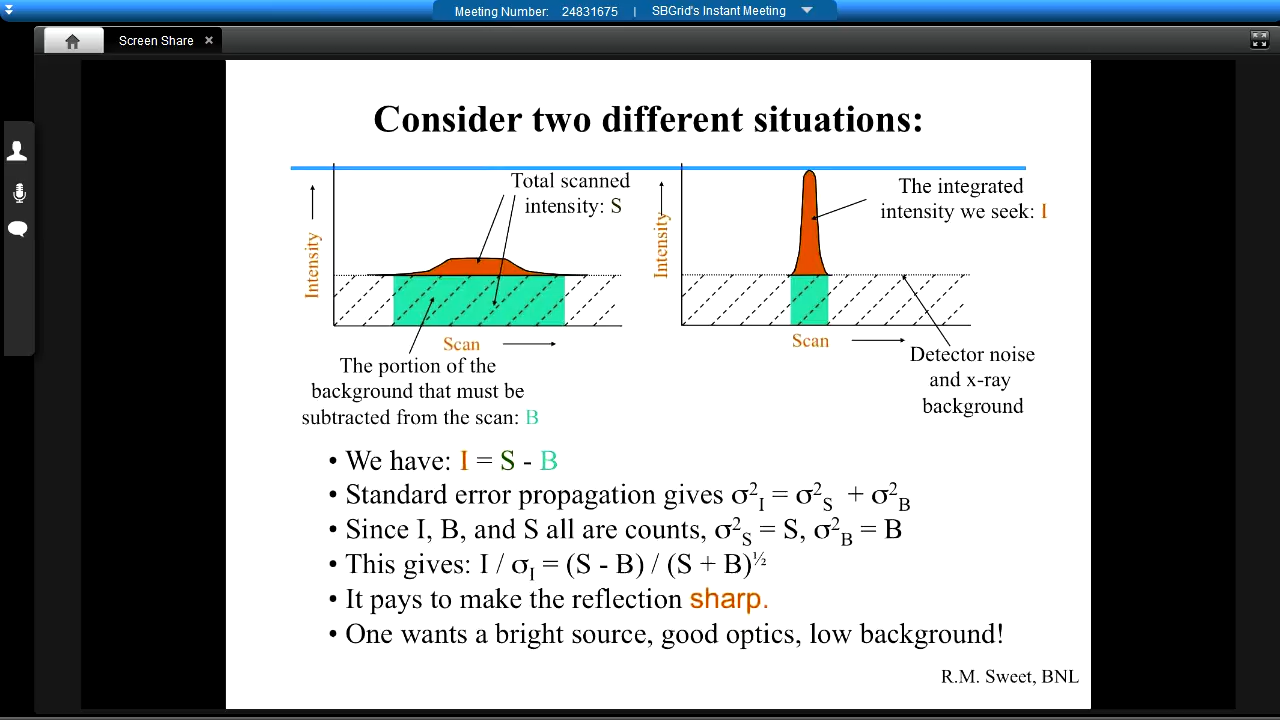 Meeting Number: 24831675 | SBGrid's Instant Meeting
Screen Share
Consider two different situations:
Total scanned
intensity: S
Intensity
Scan
The portion of the
background that must be
subtracted from the scan: B
The integrated
intensity we seek: I
Intensity
Scan
Detector noise
and x-ray
background
• We have: I = S - B
• Standard error propagation gives σ²I = σ²S + σ²B
• Since I, B, and S all are counts, σ²S = S, σ²B = B
• This gives: I / σI = (S - B) / (S + B)½
• It pays to make the reflection sharp.
• One wants a bright source, good optics, low background!
R.M. Sweet, BNL